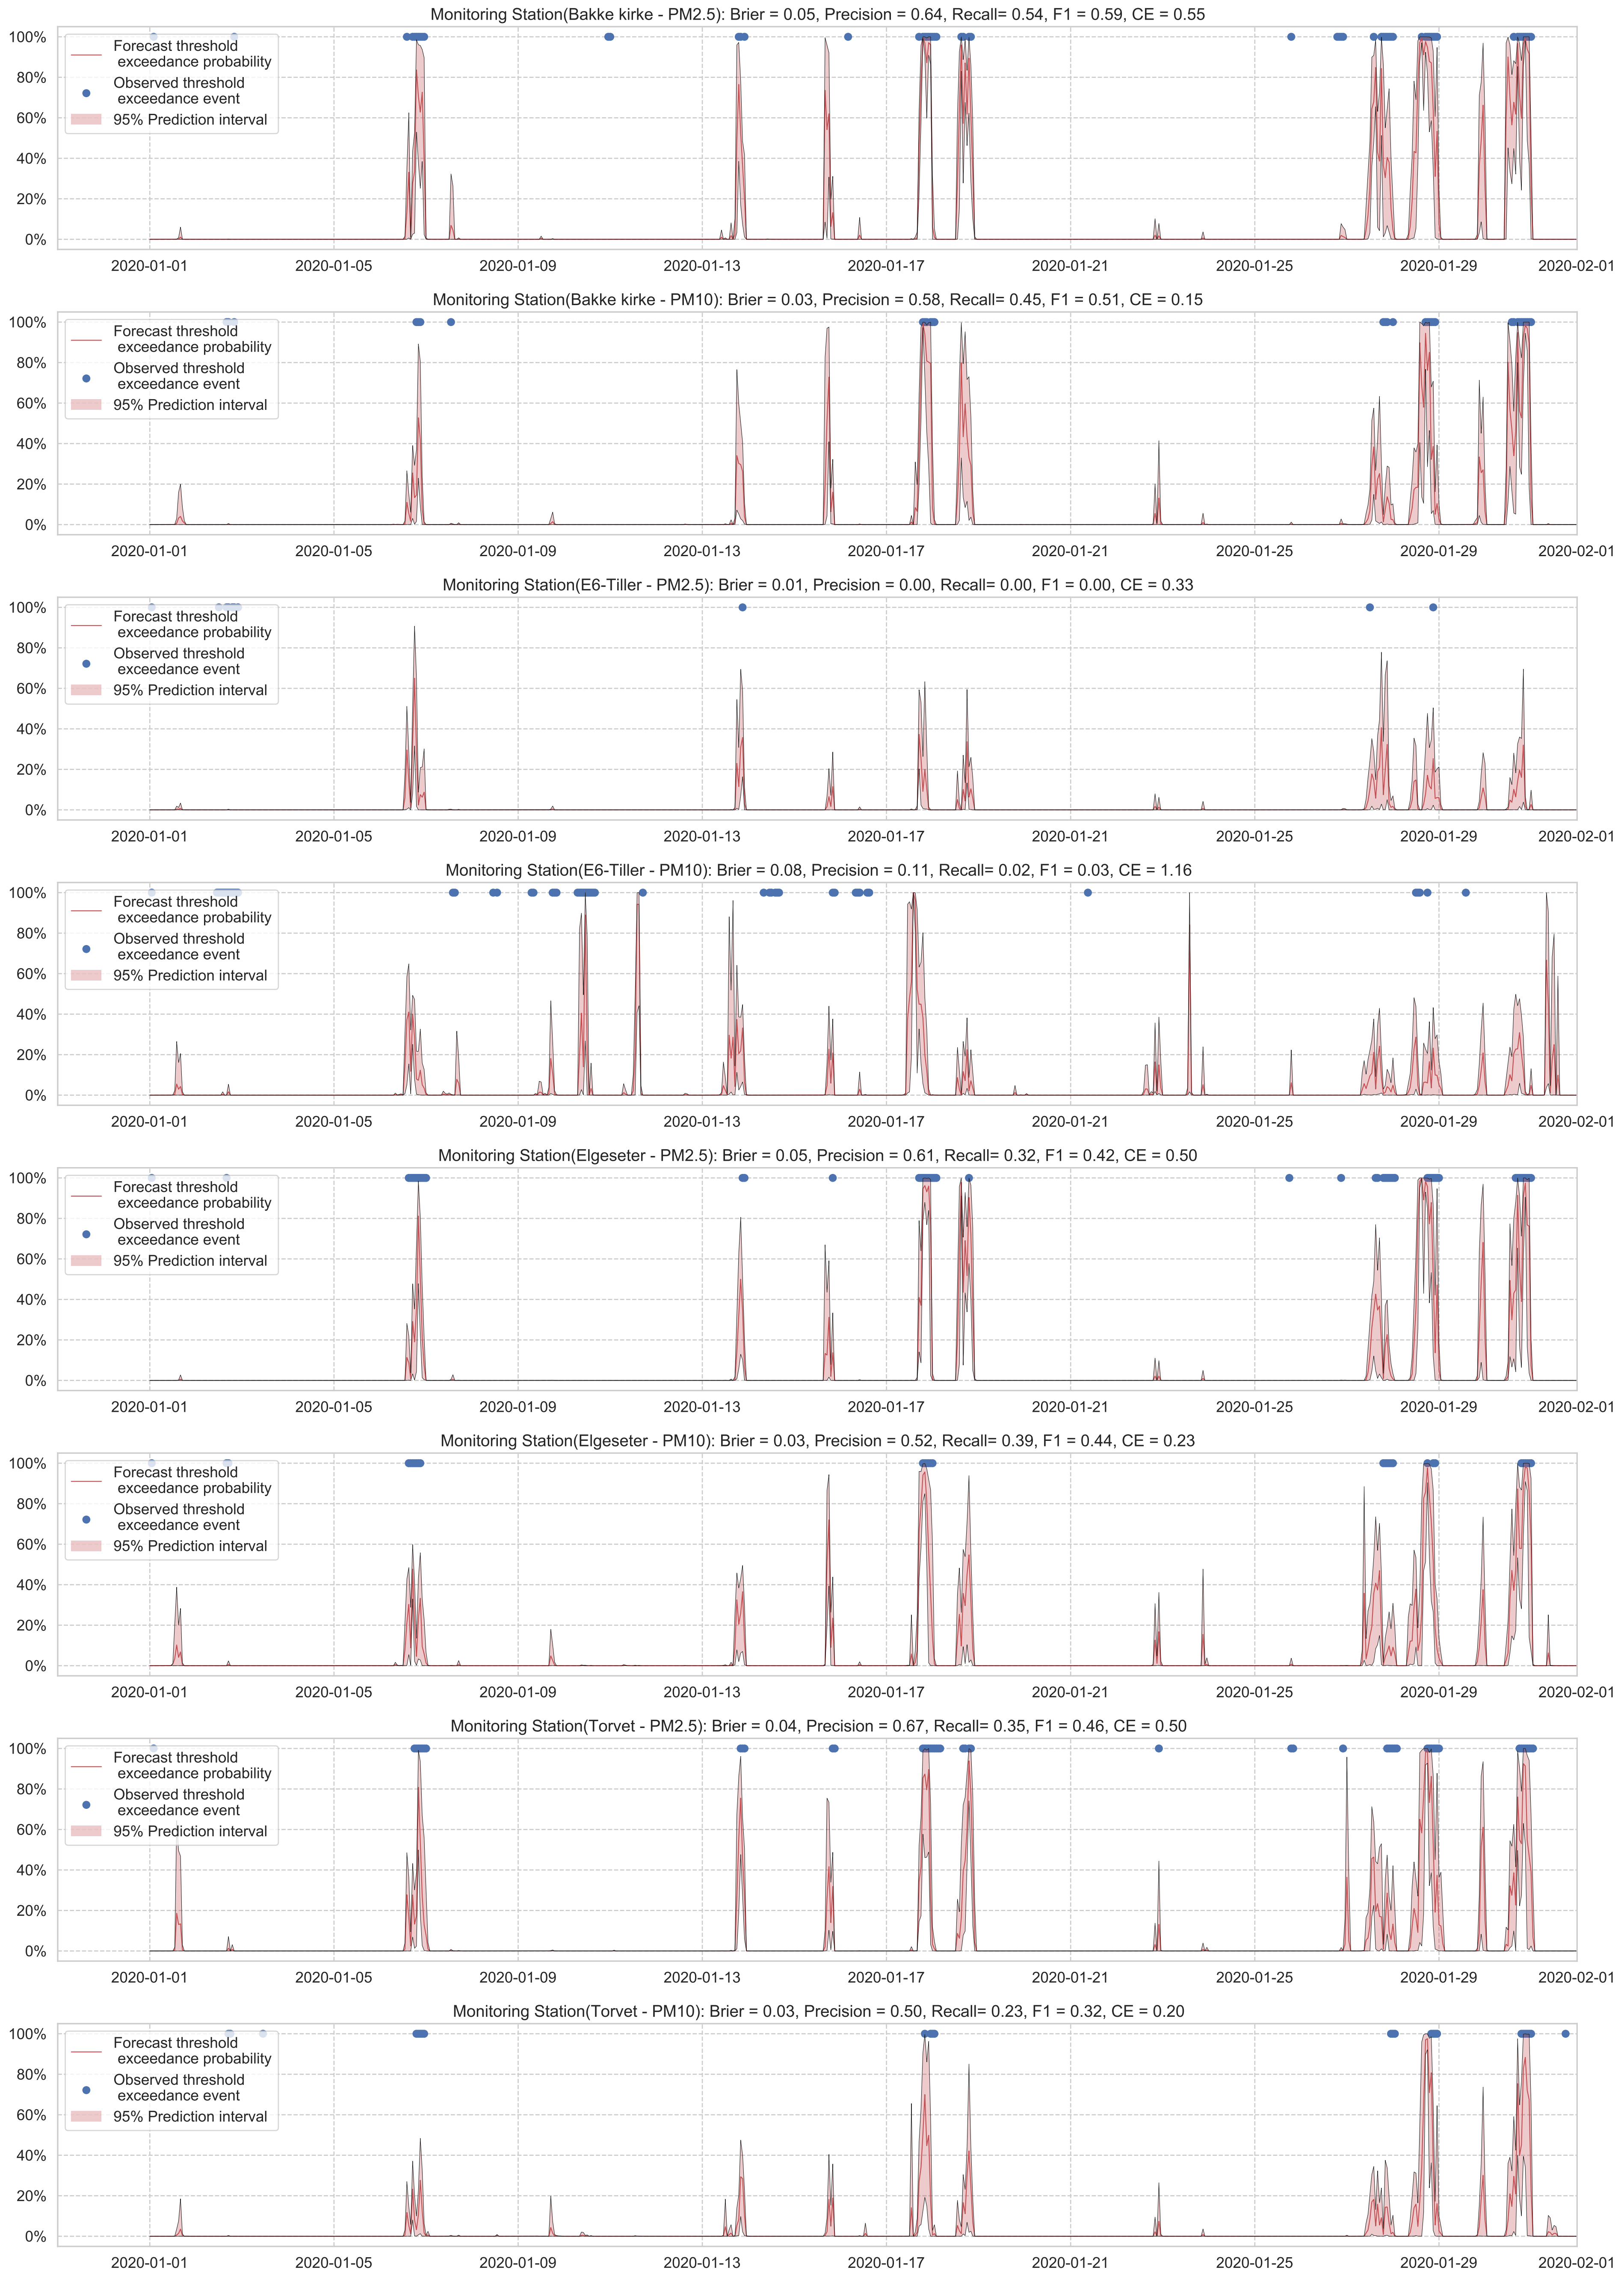 Monitoring Station(Bakke kirke - PM2.5): Brier = 0.05, Precision = 0.64, Recall= 0.54, F1 = 0.59, CE = 0.55
100%
80%
60%
40%
20%
0%
Forecast threshold
exceedance probability
Observed threshold
exceedance event
95% Prediction interval
2020-01-01 2020-01-05 2020-01-09 2020-01-13 2020-01-17 2020-01-21 2020-01-25 2020-01-29 2020-02-01
Monitoring Station(Bakke kirke - PM10): Brier = 0.03, Precision = 0.58, Recall= 0.45, F1 = 0.51, CE = 0.15
100%
80%
60%
40%
20%
0%
Forecast threshold
exceedance probability
Observed threshold
exceedance event
95% Prediction interval
2020-01-01 2020-01-05 2020-01-09 2020-01-13 2020-01-17 2020-01-21 2020-01-25 2020-01-29 2020-02-01
Monitoring Station(E6-Tiller - PM2.5): Brier = 0.01, Precision = 0.00, Recall= 0.00, F1 = 0.00, CE = 0.33
100%
80%
60%
40%
20%
0%
Forecast threshold
exceedance probability
Observed threshold
exceedance event
95% Prediction interval
2020-01-01 2020-01-05 2020-01-09 2020-01-13 2020-01-17 2020-01-21 2020-01-25 2020-01-29 2020-02-01
Monitoring Station(E6-Tiller - PM10): Brier = 0.08, Precision = 0.11, Recall= 0.02, F1 = 0.03, CE = 1.16
100%
80%
60%
40%
20%
0%
Forecast threshold
exceedance probability
Observed threshold
exceedance event
95% Prediction interval
2020-01-01 2020-01-05 2020-01-09 2020-01-13 2020-01-17 2020-01-21 2020-01-25 2020-01-29 2020-02-01
Monitoring Station(Elgeseter - PM2.5): Brier = 0.05, Precision = 0.61, Recall= 0.32, F1 = 0.42, CE = 0.50
100%
80%
60%
40%
20%
0%
Forecast threshold
exceedance probability
Observed threshold
exceedance event
95% Prediction interval
2020-01-01 2020-01-05 2020-01-09 2020-01-13 2020-01-17 2020-01-21 2020-01-25 2020-01-29 2020-02-01
Monitoring Station(Elgeseter - PM10): Brier = 0.03, Precision = 0.52, Recall= 0.39, F1 = 0.44, CE = 0.23
100%
80%
60%
40%
20%
0%
Forecast threshold
exceedance probability
Observed threshold
exceedance event
95% Prediction interval
2020-01-01 2020-01-05 2020-01-09 2020-01-13 2020-01-17 2020-01-21 2020-01-25 2020-01-29 2020-02-01
Monitoring Station(Torvet - PM2.5): Brier = 0.04, Precision = 0.67, Recall= 0.35, F1 = 0.46, CE = 0.50
100%
80%
60%
40%
20%
0%
Forecast threshold
exceedance probability
Observed threshold
exceedance event
95% Prediction interval
2020-01-01 2020-01-05 2020-01-09 2020-01-13 2020-01-17 2020-01-21 2020-01-25 2020-01-29 2020-02-01
Monitoring Station(Torvet - PM10): Brier = 0.03, Precision = 0.50, Recall= 0.23, F1 = 0.32, CE = 0.20
100%
80%
60%
40%
20%
0%
Forecast threshold
exceedance probability
Observed threshold
exceedance event
95% Prediction interval
2020-01-01 2020-01-05 2020-01-09 2020-01-13 2020-01-17 2020-01-21 2020-01-25 2020-01-29 2020-02-01